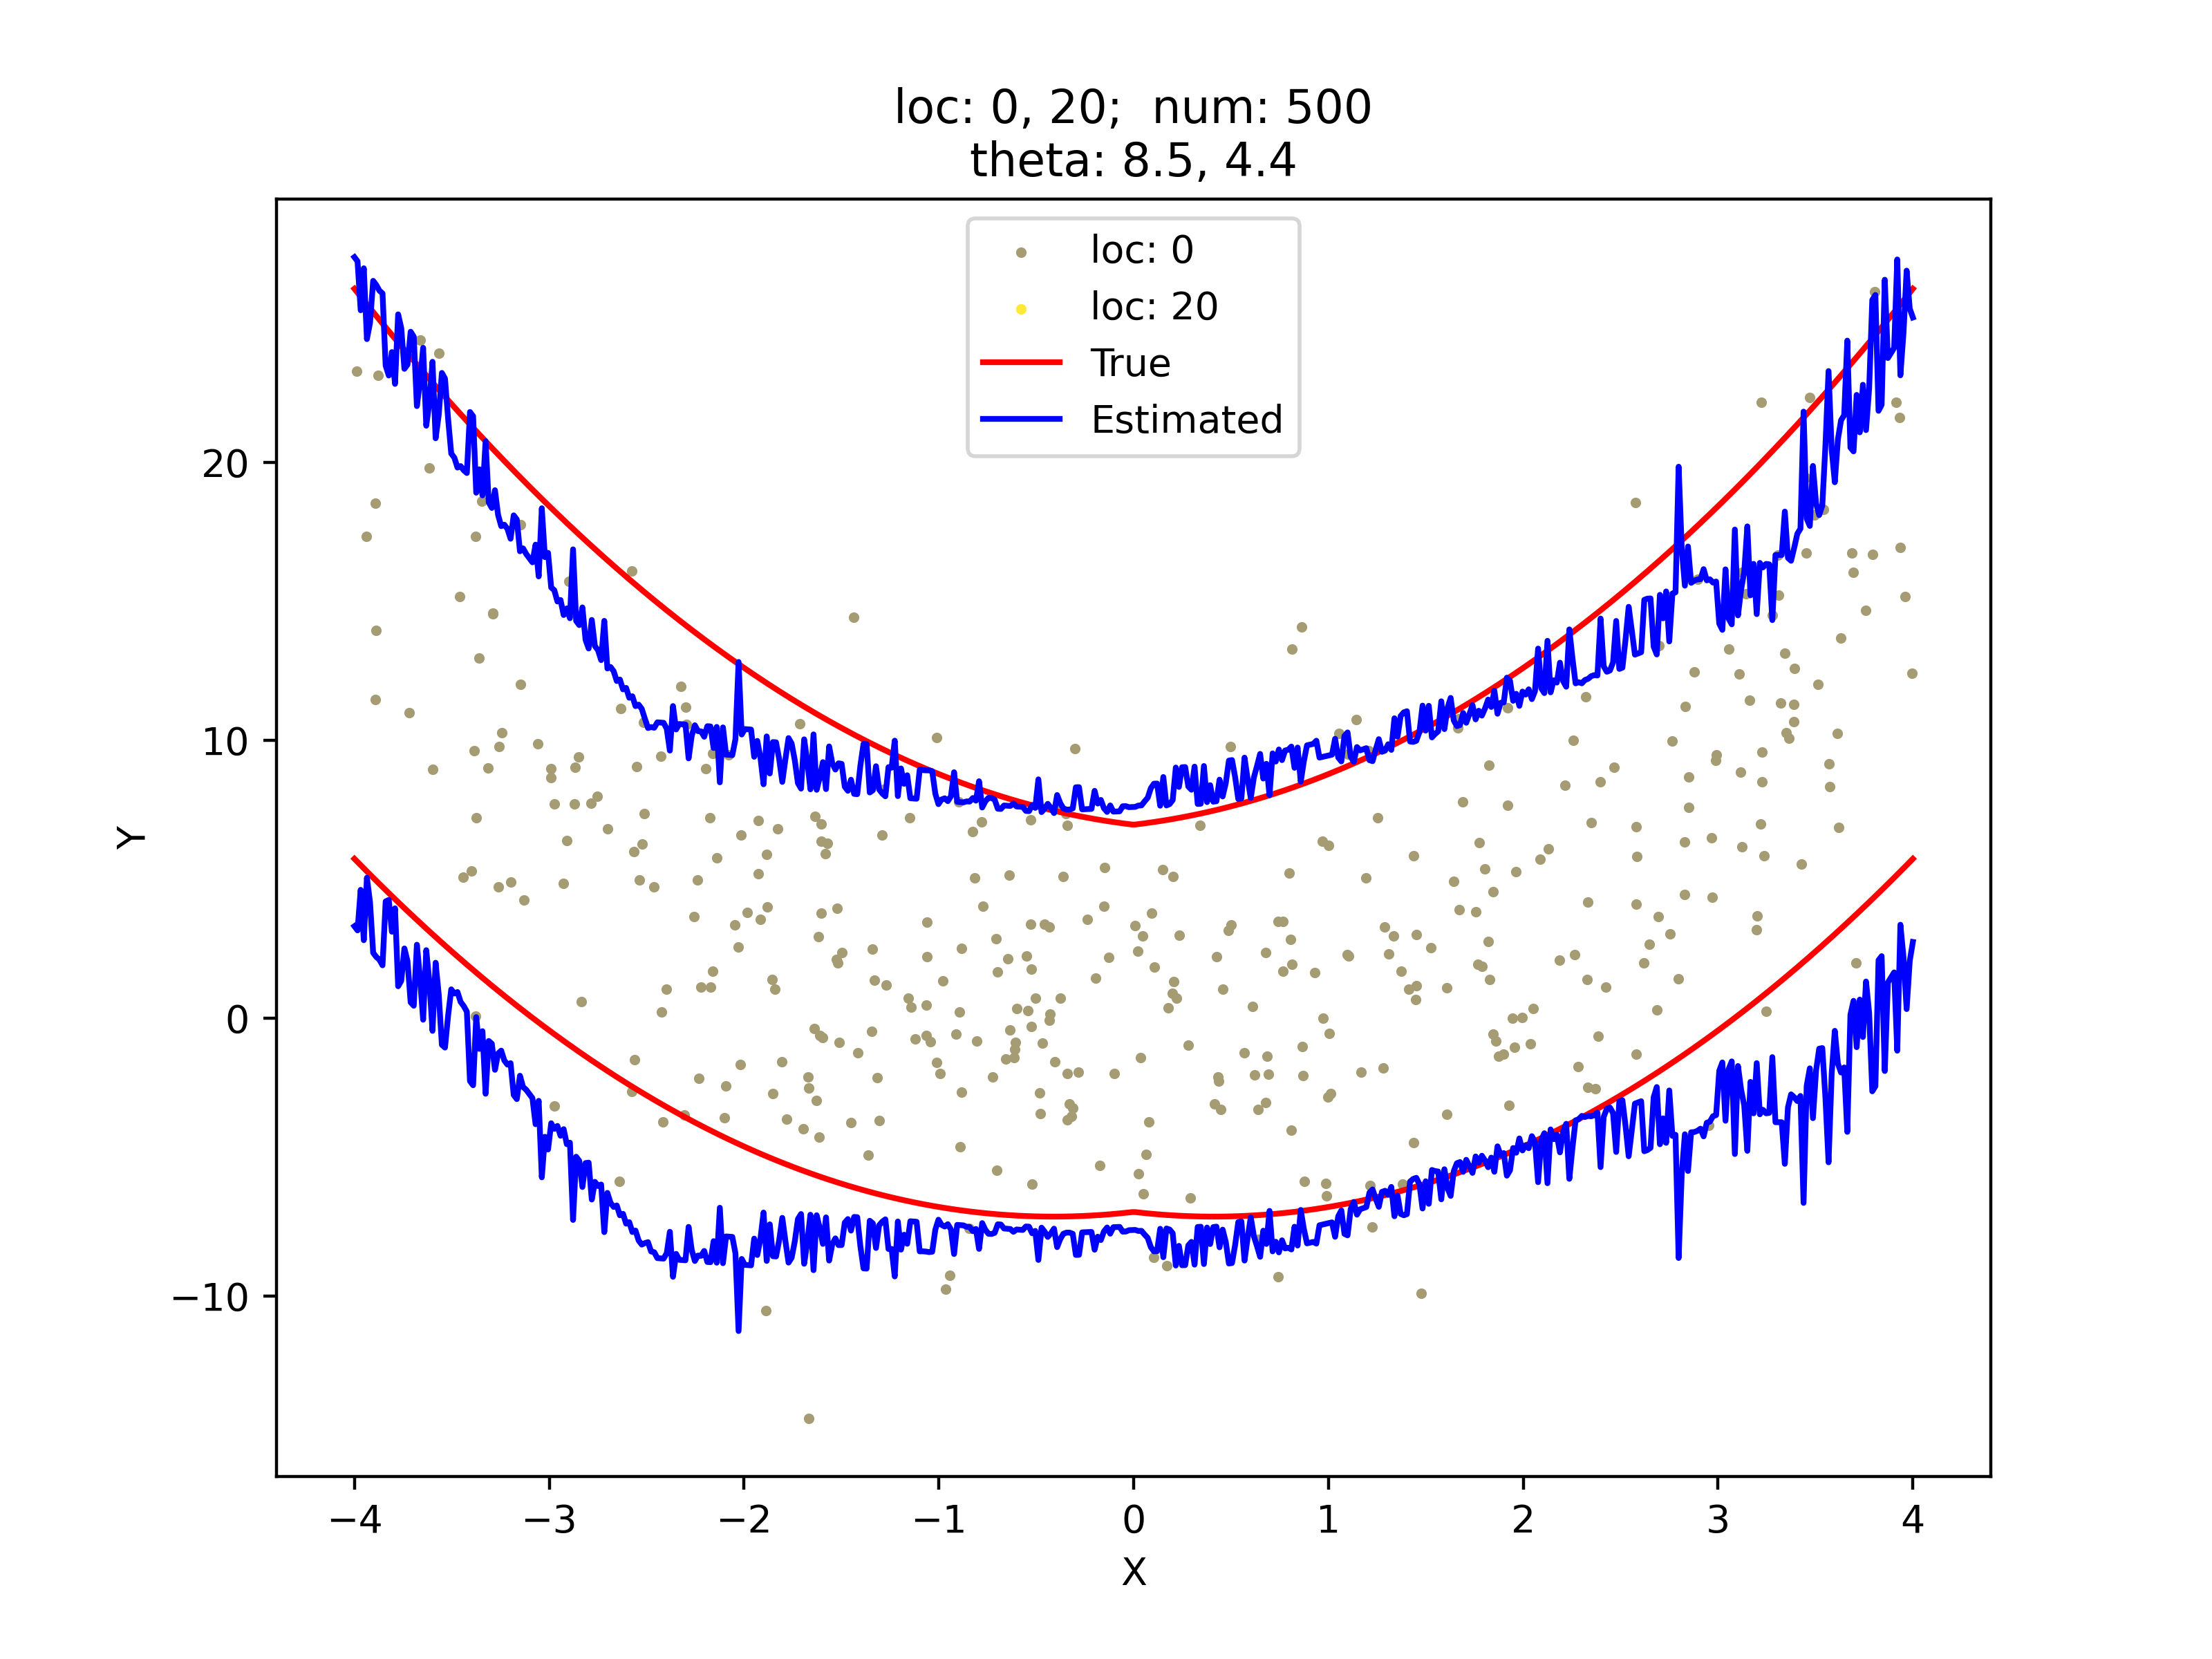 loc: 0, 20;  num: 500
theta: 8.5, 4.4
loc: 0
loc: 20
True
Estimated
20
10
0
−10
Y
−4 −3 −2 −1 0 1 2 3 4
X